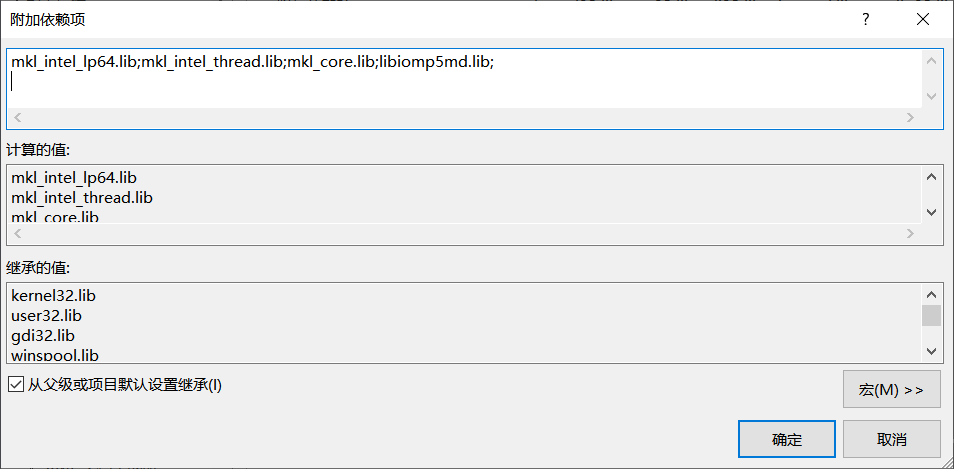 附加依赖项
?
mkl_intel_lp64.lib;mkl_intel_thread.lib;mkl_core.lib;libiomp5md.lib;
计算的值:
mkl_intel_lp64.lib
mkl_intel_thread.lib
mkl_core.lib
继承的值:
kernel32.lib
user32.lib
gdi32.lib
winspool.lib
从父级或项目默认设置继承(I)
宏(M) >>
确定
取消